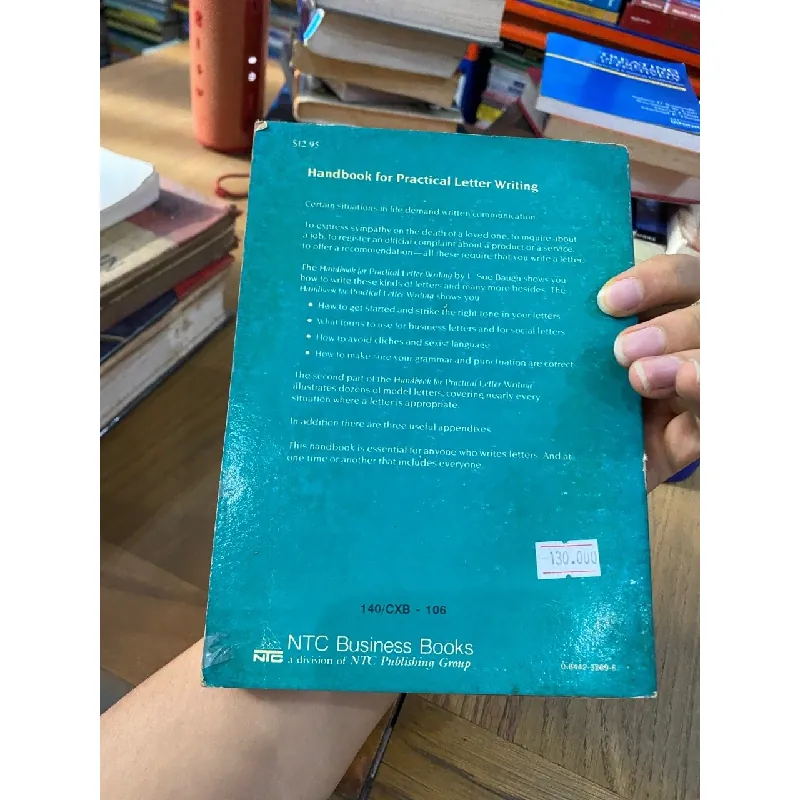 $12.95
Handbook for Practical Letter Writing
Certain situations in life demand written communication.
To express sympathy on the death of a loved one, to inquire about
a job, to register an official complaint about a product or a service,
to offer a recommendation—all these require that you write a letter.
The Handbook for Practical Letter Writing by L. Sue Baugh shows you
how to write these kinds of letters and many more besides. The
Handbook for Practical Letter Writing shows you
• How to get started and strike the right tone in your letters
• What forms to use for business letters and for social letters
• How to avoid cliches and sexist language
• How to make sure your grammar and punctuation are correct
The second part of the Handbook for Practical Letter Writing
illustrates dozens of model letters, covering nearly every
situation where a letter is appropriate.
In addition there are three useful appendixes.
This handbook is essential for anyone who writes letters. And at
one time or another that includes everyone.
130.000
140/CXB - 106
NTC
NTC Business Books
a division of NTC Publishing Group
TREATING